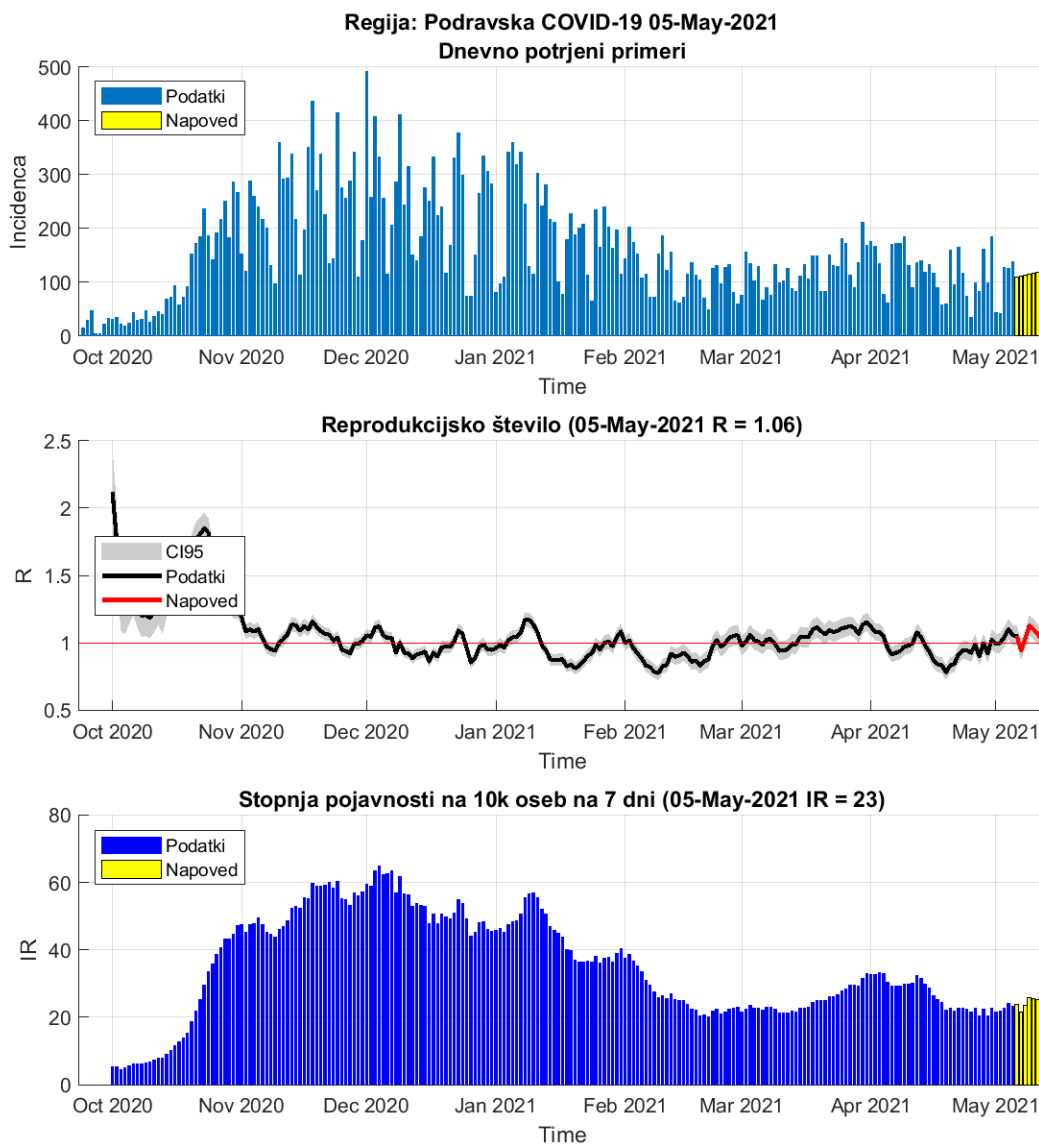 Regija: Podravska COVID-19 05-May-2021
Dnevno potrjeni primeri
500
400
300
200
100
0
Incidenca
Podatki
Napoved
Oct 2020 Nov 2020 Dec 2020 Jan 2021 Feb 2021 Mar 2021 Apr 2021 May 2021
Time
Reprodukcijsko število (05-May-2021 R = 1.06)
2.5
2
1.5
1
0.5
R
CI95
Podatki
Napoved
Oct 2020 Nov 2020 Dec 2020 Jan 2021 Feb 2021 Mar 2021 Apr 2021 May 2021
Time
Stopnja pojavnosti na 10k oseb na 7 dni (05-May-2021 IR = 23)
80
60
40
20
0
IR
Podatki
Napoved
Oct 2020 Nov 2020 Dec 2020 Jan 2021 Feb 2021 Mar 2021 Apr 2021 May 2021
Time